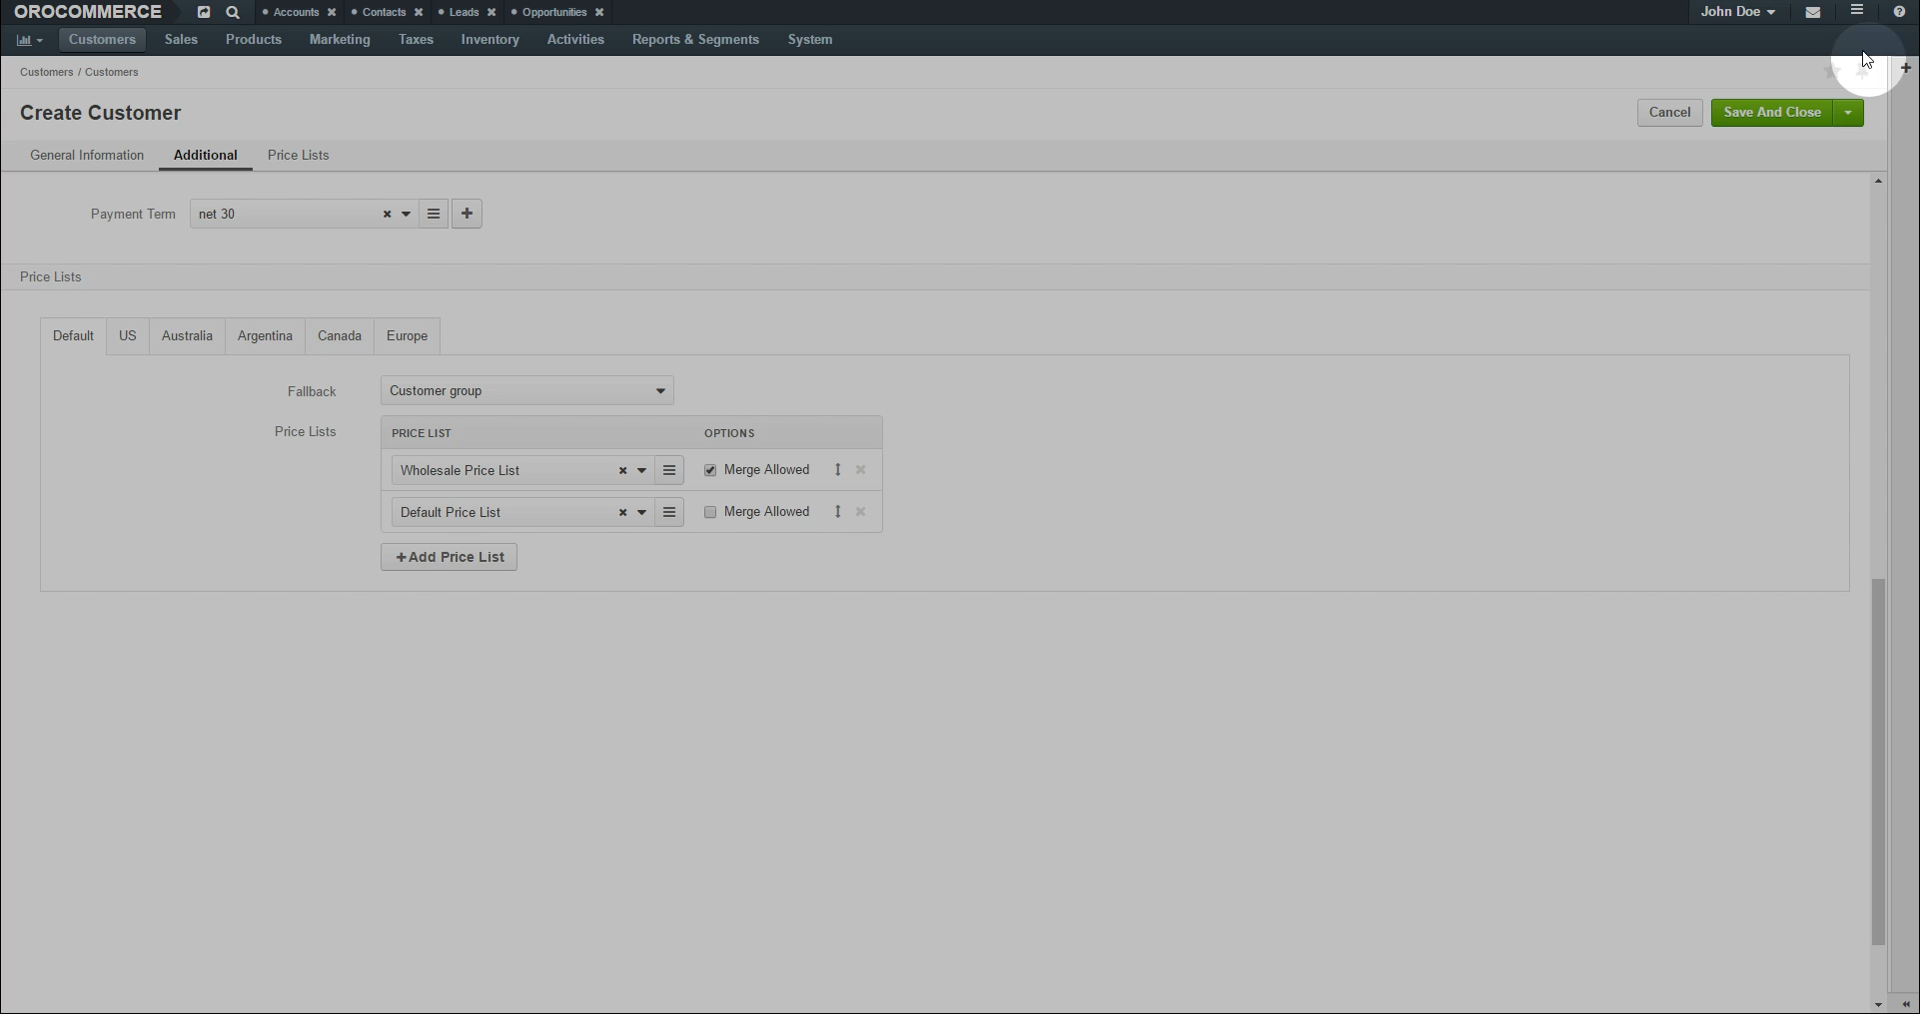 OROCOMMERCE Accounts Contacts Leads Opportunities John Doe
Customers Sales Products Marketing Taxes Inventory Activities Reports & Segments System
Customers / Customers
Create Customer Cancel Save And Close
General Information Additional Price Lists
Payment Term net 30
Price Lists
Default US Australia Argentina Canada Europe
Fallback Customer group
Price Lists PRICE LIST OPTIONS
Wholesale Price List Merge Allowed
Default Price List Merge Allowed
+Add Price List